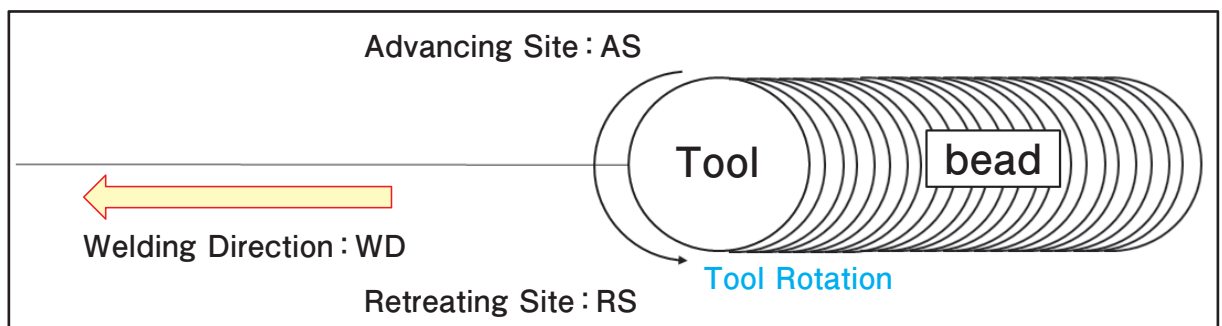 Advancing Site : AS
Tool
bead
Welding Direction : WD
Tool Rotation
Retreating Site : RS